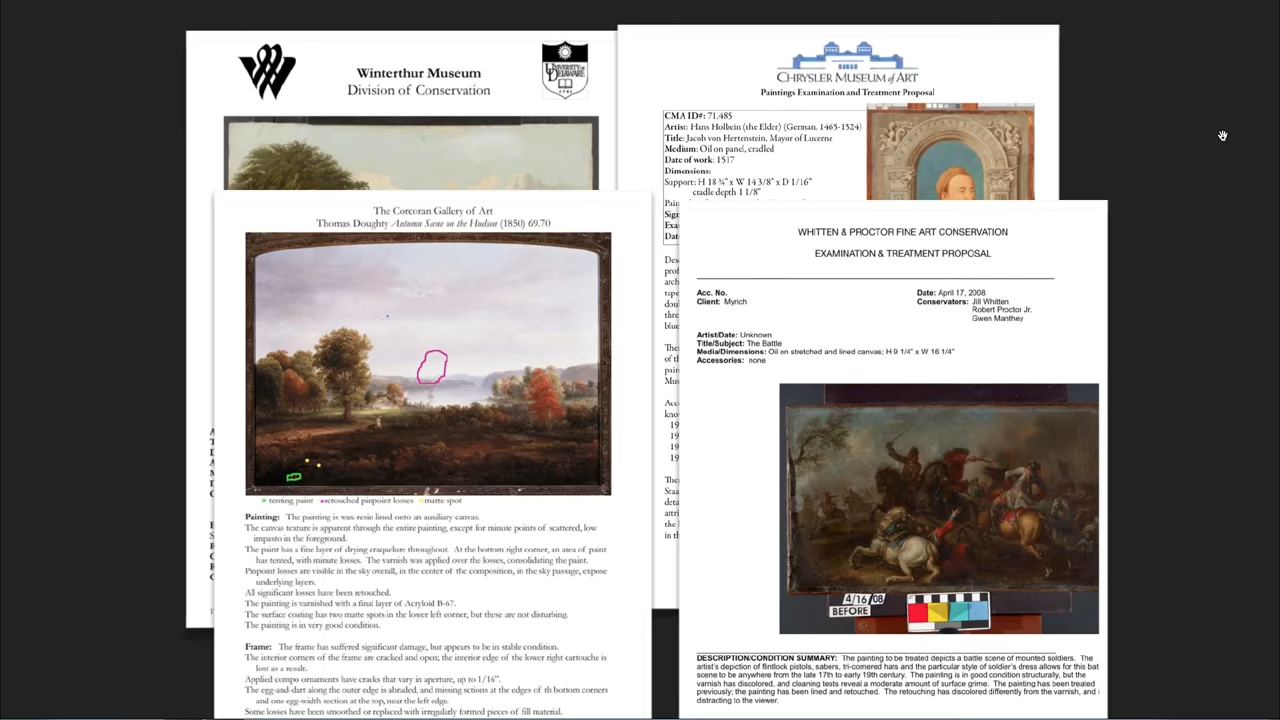 Winterthur Museum
Division of Conservation
UNIVERSITY OF
DELAWARE
CHRYSLER MUSEUM of ART
Paintings Examination and Treatment Proposal
CMA ID#: 71.485
Artist: Hans Holbein (the Elder) (German, 1465-1524)
Title: Jacob von Hertenstein, Mayor of Lucerne
Medium: Oil on panel, cradled
Date of work: 1517
Dimensions:
Support: H 18 ¾" x W 14 3/8" x D 1/16"
cradle depth 1 1/8"
The Corcoran Gallery of Art
Thomas Doughty Autumn Scene on the Hudson (1850) 69.70
tenting paint retouched pinpoint losses matte spot
Painting: The painting is wax-resin lined onto an auxiliary canvas.
The canvas texture is apparent through the entire painting, except for minute points of scattered, low
impasto in the foreground.
The paint has a fine layer of drying craquelure throughout. At the bottom right corner, an area of paint
has tented, with minute losses. The varnish was applied over the losses, consolidating the paint.
Pinpoint losses are visible in the sky overall, in the center of the composition, in the sky passage, expose
underlying layers.
All significant losses have been retouched.
The painting is varnished with a final layer of Acryloid B-67.
The surface coating has two matte spots in the lower left corner, but these are not disturbing.
The painting is in very good condition.
Frame: The frame has suffered significant damage, but appears to be in stable condition.
The interior corners of the frame are cracked and open; the interior edge of the lower right cartouche is
lost as a result.
Applied compo ornaments have cracks that vary in aperture, up to 1/16".
The egg-and-dart along the outer edge is abraded, and missing sections at the edges of th bottom corners
and one egg-width section at the top, near the left edge.
Some losses have been smoothed or replaced with irregularly formed pieces of fill material.
WHITTEN & PROCTOR FINE ART CONSERVATION
EXAMINATION & TREATMENT PROPOSAL
Acc. No.
Client: Myrich
Date: April 17, 2008
Conservators: Jill Whitten
Robert Proctor Jr.
Gwen Manthey
Artist/Date: Unknown
Title/Subject: The Battle
Media/Dimensions: Oil on stretched and lined canvas; H 9 1/4" x W 16 1/4"
Accessories: none
4/16/08
BEFORE
DESCRIPTION/CONDITION SUMMARY: The painting to be treated depicts a battle scene of mounted soldiers. The
artist's depiction of flintlock pistols, sabers, tri-cornered hats and the particular style of soldier's dress allows for this bat
scene to be anywhere from the late 17th to early 19th century. The painting is in good condition structurally, but the
varnish has discolored, and cleaning tests reveal a moderate amount of surface grime. The painting has been treated
previously; the painting has been lined and retouched. The retouching has discolored differently from the varnish, and i
distracting to the viewer.